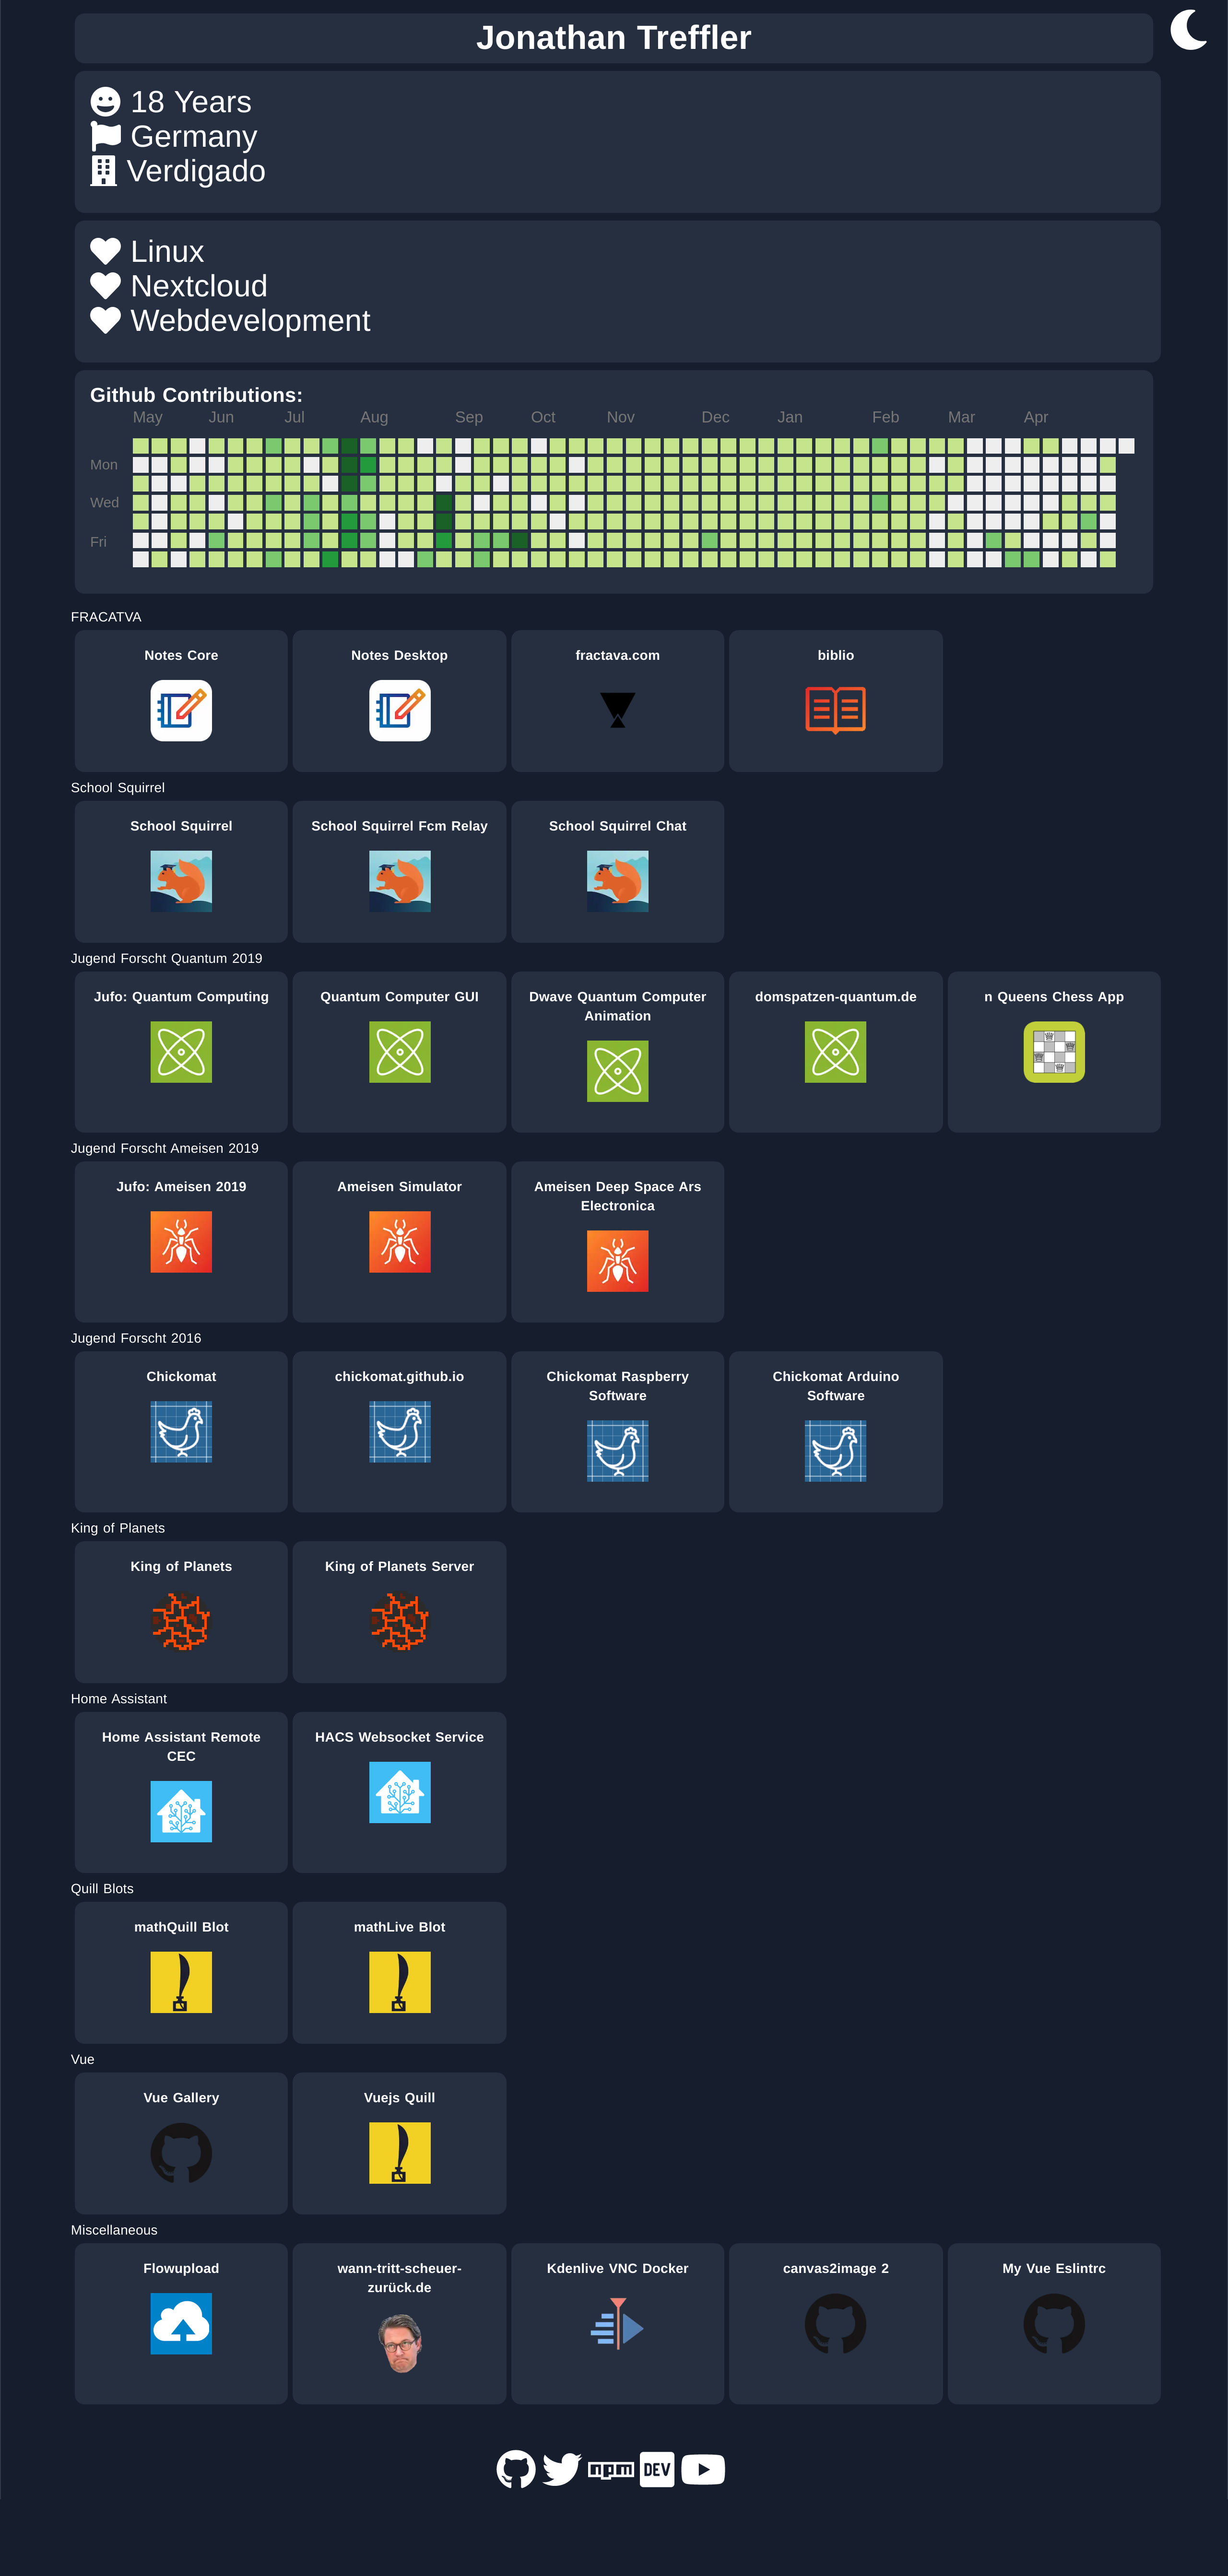 Jonathan Treffler
18 Years
Germany
Verdigado
Linux
Nextcloud
Webdevelopment
Github Contributions:
May Jun Jul Aug Sep Oct Nov Dec Jan Feb Mar Apr
Mon
Wed
Fri
FRACATVA
Notes Core
Notes Desktop
fractava.com
biblio
School Squirrel
School Squirrel
School Squirrel Fcm Relay
School Squirrel Chat
Jugend Forscht Quantum 2019
Jufo: Quantum Computing
Quantum Computer GUI
Dwave Quantum Computer
Animation
domspatzen-quantum.de
n Queens Chess App
Jugend Forscht Ameisen 2019
Jufo: Ameisen 2019
Ameisen Simulator
Ameisen Deep Space Ars
Electronica
Jugend Forscht 2016
Chickomat
chickomat.github.io
Chickomat Raspberry
Software
Chickomat Arduino
Software
King of Planets
King of Planets
King of Planets Server
Home Assistant
Home Assistant Remote
CEC
HACS Websocket Service
Quill Blots
mathQuill Blot
mathLive Blot
Vue
Vue Gallery
Vuejs Quill
Miscellaneous
Flowupload
wann-tritt-scheuer-
zurück.de
Kdenlive VNC Docker
canvas2image 2
My Vue Eslintrc
npm
DEV